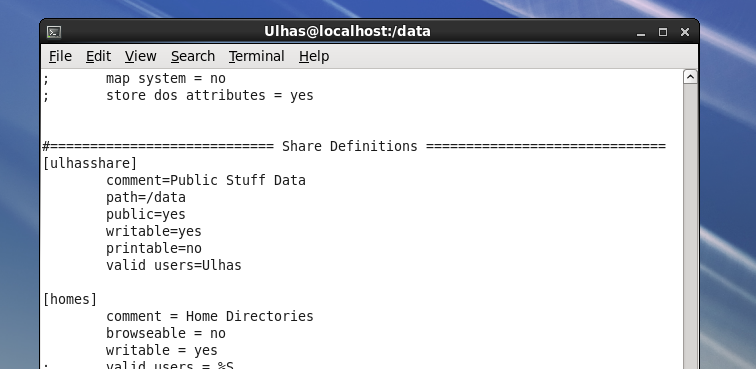 Ulhas@localhost:/data
File Edit View Search Terminal Help
;       map system = no
;       store dos attributes = yes
#============================ Share Definitions ==============================
[ulhasshare]
        comment=Public Stuff Data
        path=/data
        public=yes
        writable=yes
        printable=no
        valid users=Ulhas
[homes]
        comment = Home Directories
        browseable = no
        writable = yes
;       valid users = %S